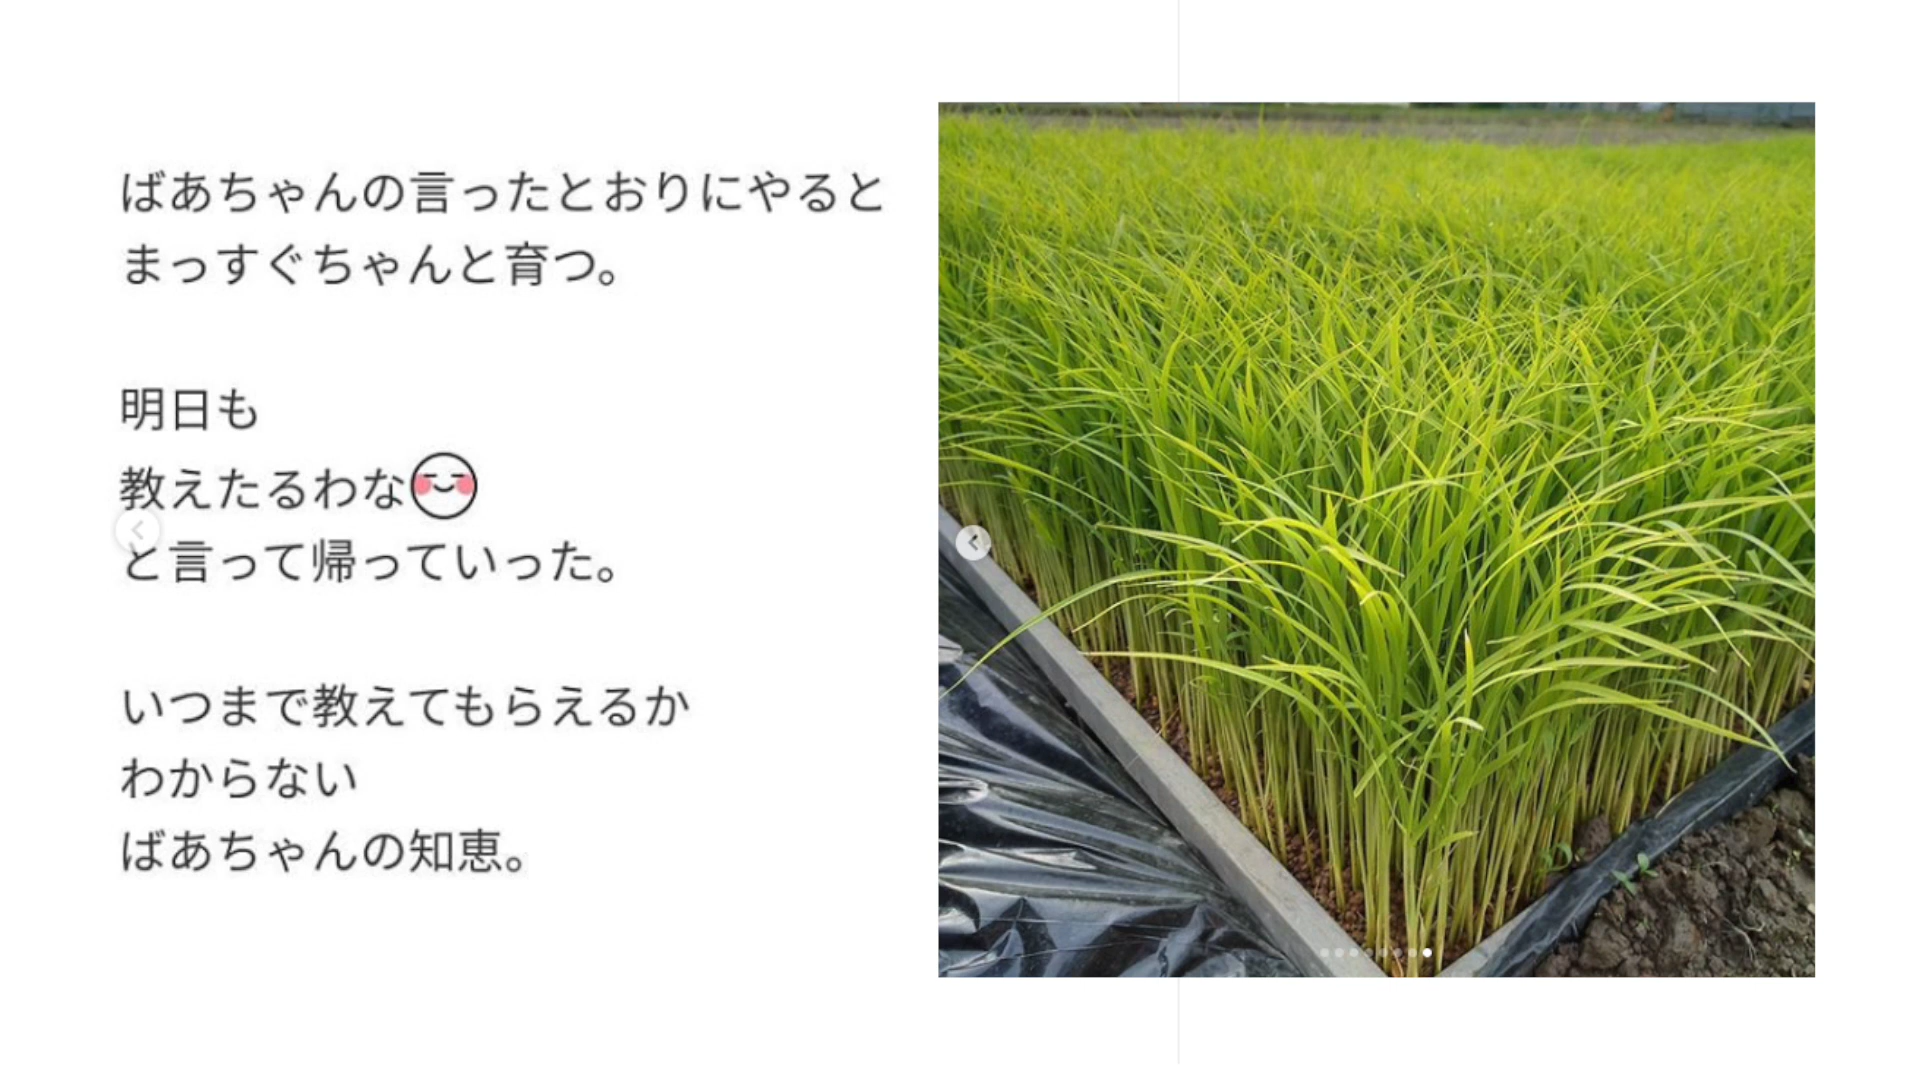 ばあちゃんの言ったとおりにやると
まっすぐちゃんと育つ。
明日も
教えたるわな😊
と言って帰っていった。
いつまで教えてもらえるか
わからない
ばあちゃんの知恵。